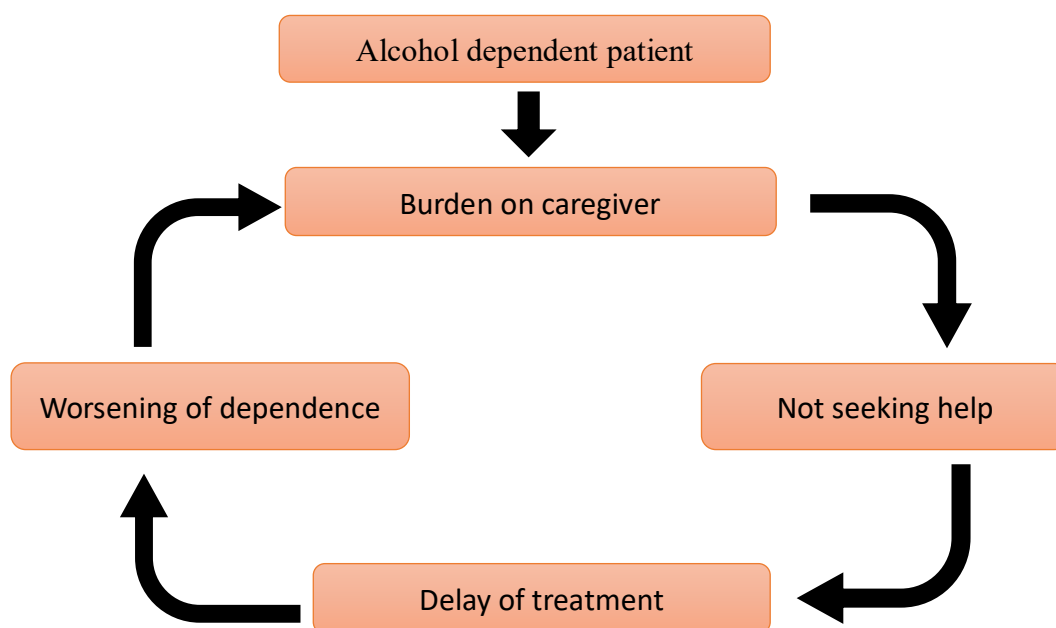 Alcohol dependent patient
Burden on caregiver
Worsening of dependence
Not seeking help
Delay of treatment